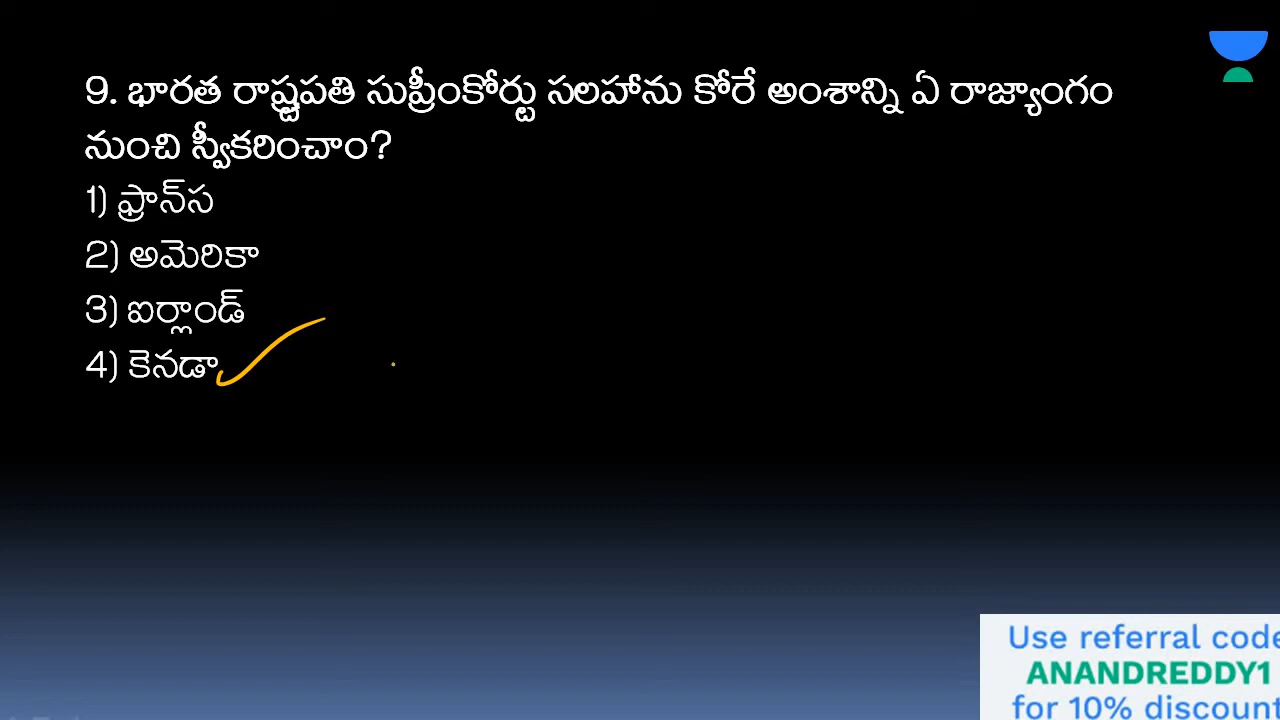 9. భారత రాష్ట్రపతి సుప్రీంకోర్టు సలహాను కోరే అంశాన్ని ఏ రాజ్యాంగం
నుంచి స్వీకరించాం?
1) ఫ్రాన్‌స
2) అమెరికా
3) ఐర్లాండ్
4) కెనడా
Use referral code
ANANDREDDY1
for 10% discount